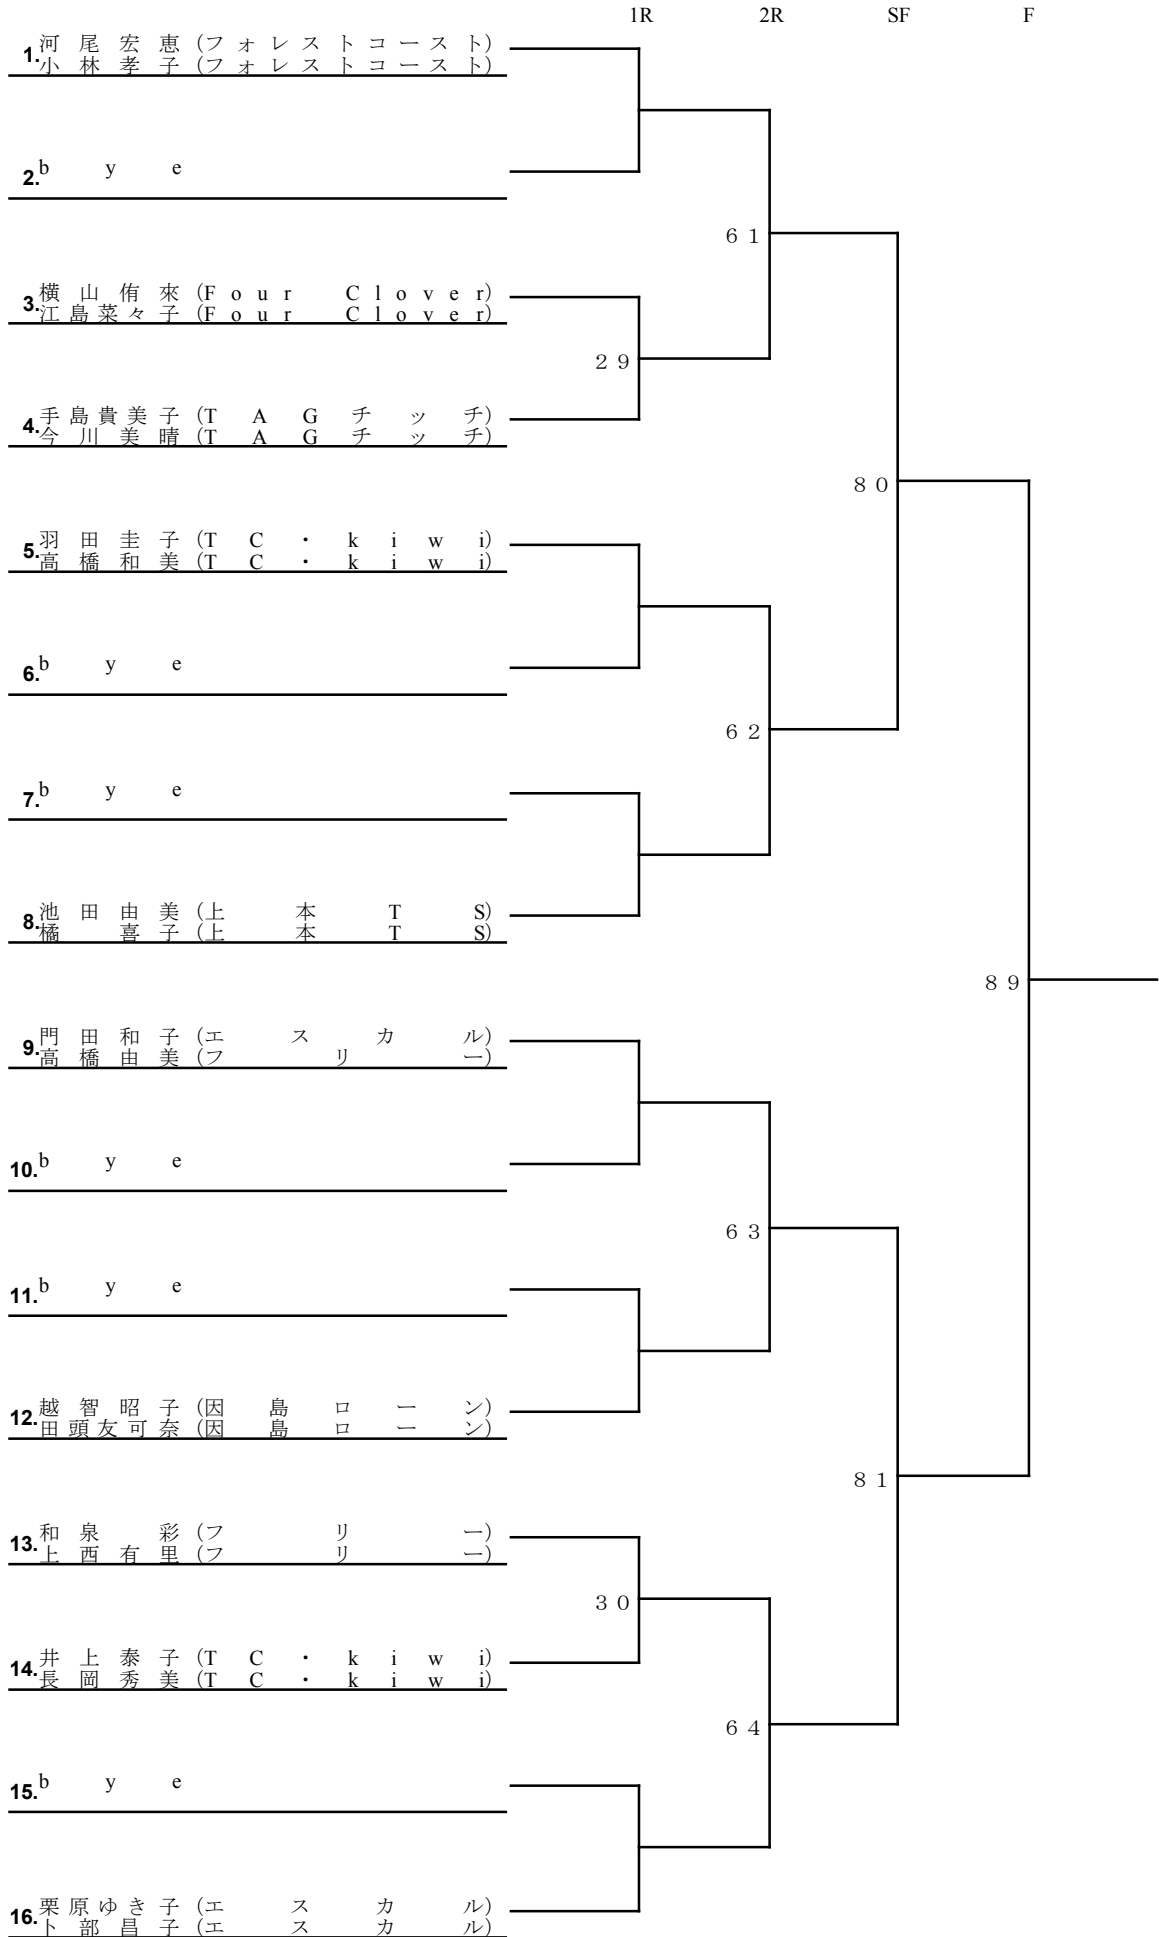 1R 2R SF F
1. 河尾宏恵 (フォレストコースト)
小林孝子 (フォレストコースト)
2. bye
61
3. 横山侑來 (Four Clover)
江島菜々子 (Four Clover)
29
4. 手島貴美子 (TAGチッチ)
今川美晴 (TAGチッチ)
80
5. 羽田圭子 (TC・kiwi)
高橋和美 (TC・kiwi)
6. bye
62
7. bye
8. 池田由美 (上本TS)
橘喜子 (上本TS)
89
9. 門田和子 (エスカル)
高橋由美 (フリー)
10. bye
63
11. bye
12. 越智昭子 (因島ローン)
田頭友可奈 (因島ローン)
81
13. 和泉彩 (フリー)
上西有里 (フリー)
30
14. 井上泰子 (TC・kiwi)
長岡秀美 (TC・kiwi)
64
15. bye
16. 栗原ゆき子 (エスカル)
卜部昌子 (エスカル)